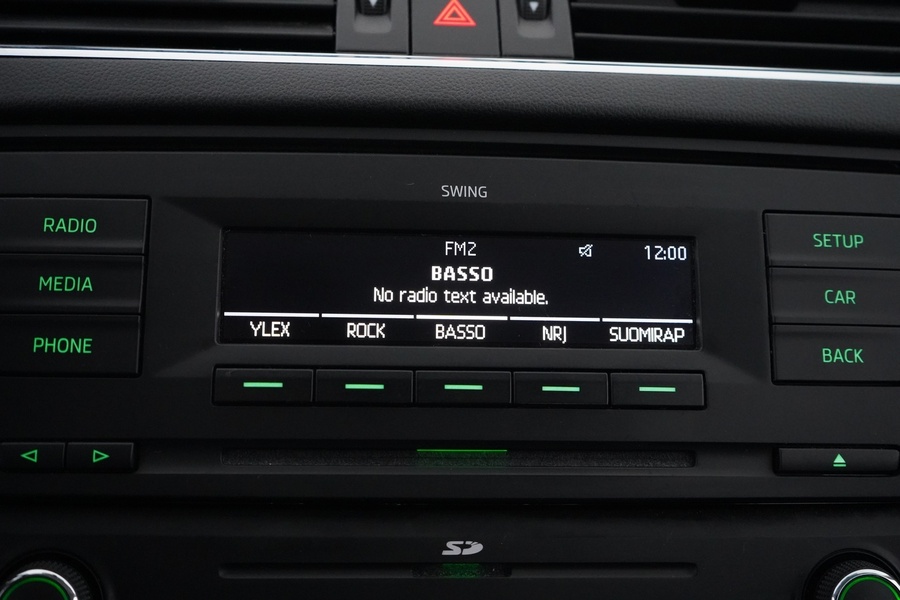 SWING
RADIO
MEDIA
PHONE
FM2 12:00
BASSO
No radio text available.
YLEX ROCK BASSO NRJ SUOMIRAP
SETUP
CAR
BACK
SD